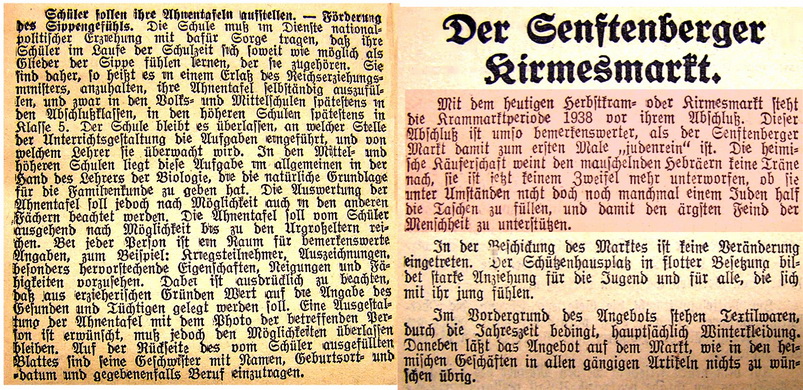 Schüler sollen ihre Ahnentafeln aufstellen. — Förderung
des Sippengefühls. Die Schule muß im Dienste national-
politischer Erziehung mit dafür Sorge tragen, daß ihre
Schüler im Laufe der Schulzeit sich soweit wie möglich als
Glieder der Sippe fühlen lernen, der sie zugehören. Sie
sind daher, so heißt es in einem Erlaß des Reichserziehungs-
ministers, anzuhalten, ihre Ahnentafel selbständig auszufül-
len, und zwar in den Volks- und Mittelschulen spätestens in
den Abschlußklassen, in den höheren Schulen spätestens in
Klasse 5. Der Schule bleibt es überlassen, an welcher Stelle
der Unterrichtsgestaltung die Aufgaben eingeführt, und von
welchem Lehrer sie überwacht wird. In den Mittel- und
höheren Schulen liegt diese Aufgabe im allgemeinen in der
Hand des Lehrers der Biologie, die die natürliche Grundlage
für die Familienkunde zu geben hat. Die Auswertung der
Ahnentafel soll jedoch nach Möglichkeit auch in den anderen
Fächern beachtet werden. Die Ahnentafel soll vom Schüler
ausgehend nach Möglichkeit bis zu den Urgroßeltern rei-
chen. Bei jeder Person ist ein Raum für bemerkenswerte
Angaben, zum Beispiel: Kriegsteilnehmer, Auszeichnungen,
besonders hervorstechende Eigenschaften, Neigungen und Fä-
higkeiten vorzusehen. Dabei ist ausdrücklich zu beachten,
daß aus erzieherischen Gründen Wert auf die Angabe des
Gesunden und Tüchtigen gelegt werden soll. Eine Ausgestal-
tung der Ahnentafel mit dem Photo der betreffenden Per-
son ist erwünscht, muß jedoch den Möglichkeiten überlassen
bleiben. Auf der Rückseite des vom Schüler ausgefüllten
Blattes sind seine Geschwister mit Namen, Geburtsort- und
-datum und gegebenenfalls Beruf einzutragen.
Der Senftenberger
Kirmesmarkt.
Mit dem heutigen Herbstkram- oder Kirmesmarkt steht
die Krammarktperiode 1938 vor ihrem Abschluß. Dieser
Abschluß ist umso bemerkenswerter, als der Senftenberger
Markt damit zum ersten Male „judenrein" ist. Die heimi-
sche Käuferschaft weint den mauschelnden Hebräern keine Träne
nach, sie ist jetzt keinem Zweifel mehr unterworfen, ob sie
unter Umständen nicht doch noch manchmal einem Juden half
die Taschen zu füllen, und damit den ärgsten Feind der
Menschheit zu unterstützen.
In der Beschickung des Marktes ist keine Veränderung
eingetreten. Der Schützenhausplatz in flotter Besetzung bil-
det starke Anziehung für die Jugend und für alle, die sich
mit ihr jung fühlen.
Im Vordergrund des Angebots stehen Textilwaren,
durch die Jahreszeit bedingt, hauptsächlich Winterkleidung.
Daneben läßt das Angebot auf dem Markt, wie in den hei-
mischen Geschäften in allen gängigen Artikeln nichts zu wün-
schen übrig.